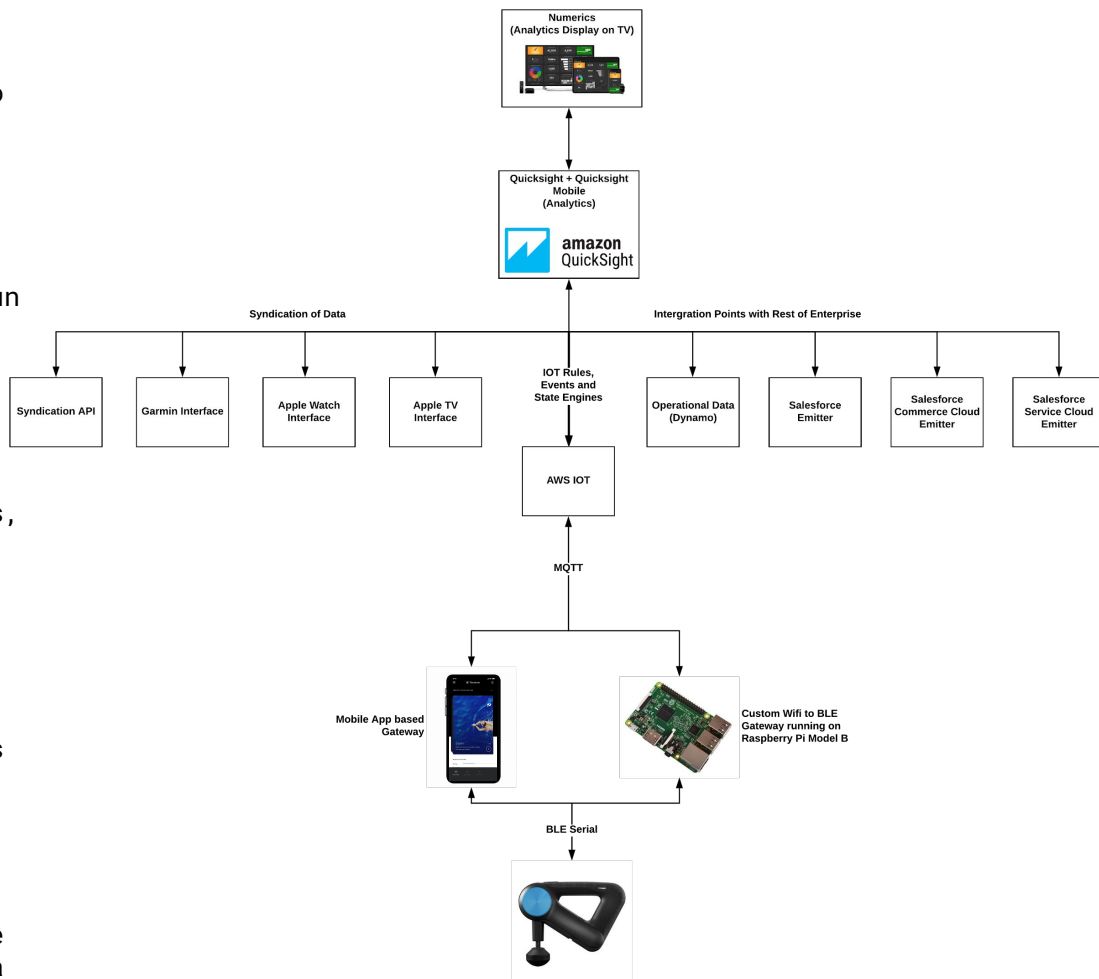 Numerics
(Analytics Display on TV)
Quicksight + Quicksight
Mobile
(Analytics)
amazon
QuickSight
un
Syndication of Data
Intergration Points with Rest of Enterprise
Syndication API
Garmin Interface
Apple Watch
Interface
Apple TV
Interface
IOT Rules,
Events and
State Engines
Operational Data
(Dynamo)
Salesforce
Emitter
Salesforce
Commerce Cloud
Emitter
Salesforce
Service Cloud
Emitter
AWS IOT
s,
MQTT
Mobile App based
Gateway
Custom Wifi to BLE
Gateway running on
Raspberry Pi Model B
s
BLE Serial
e